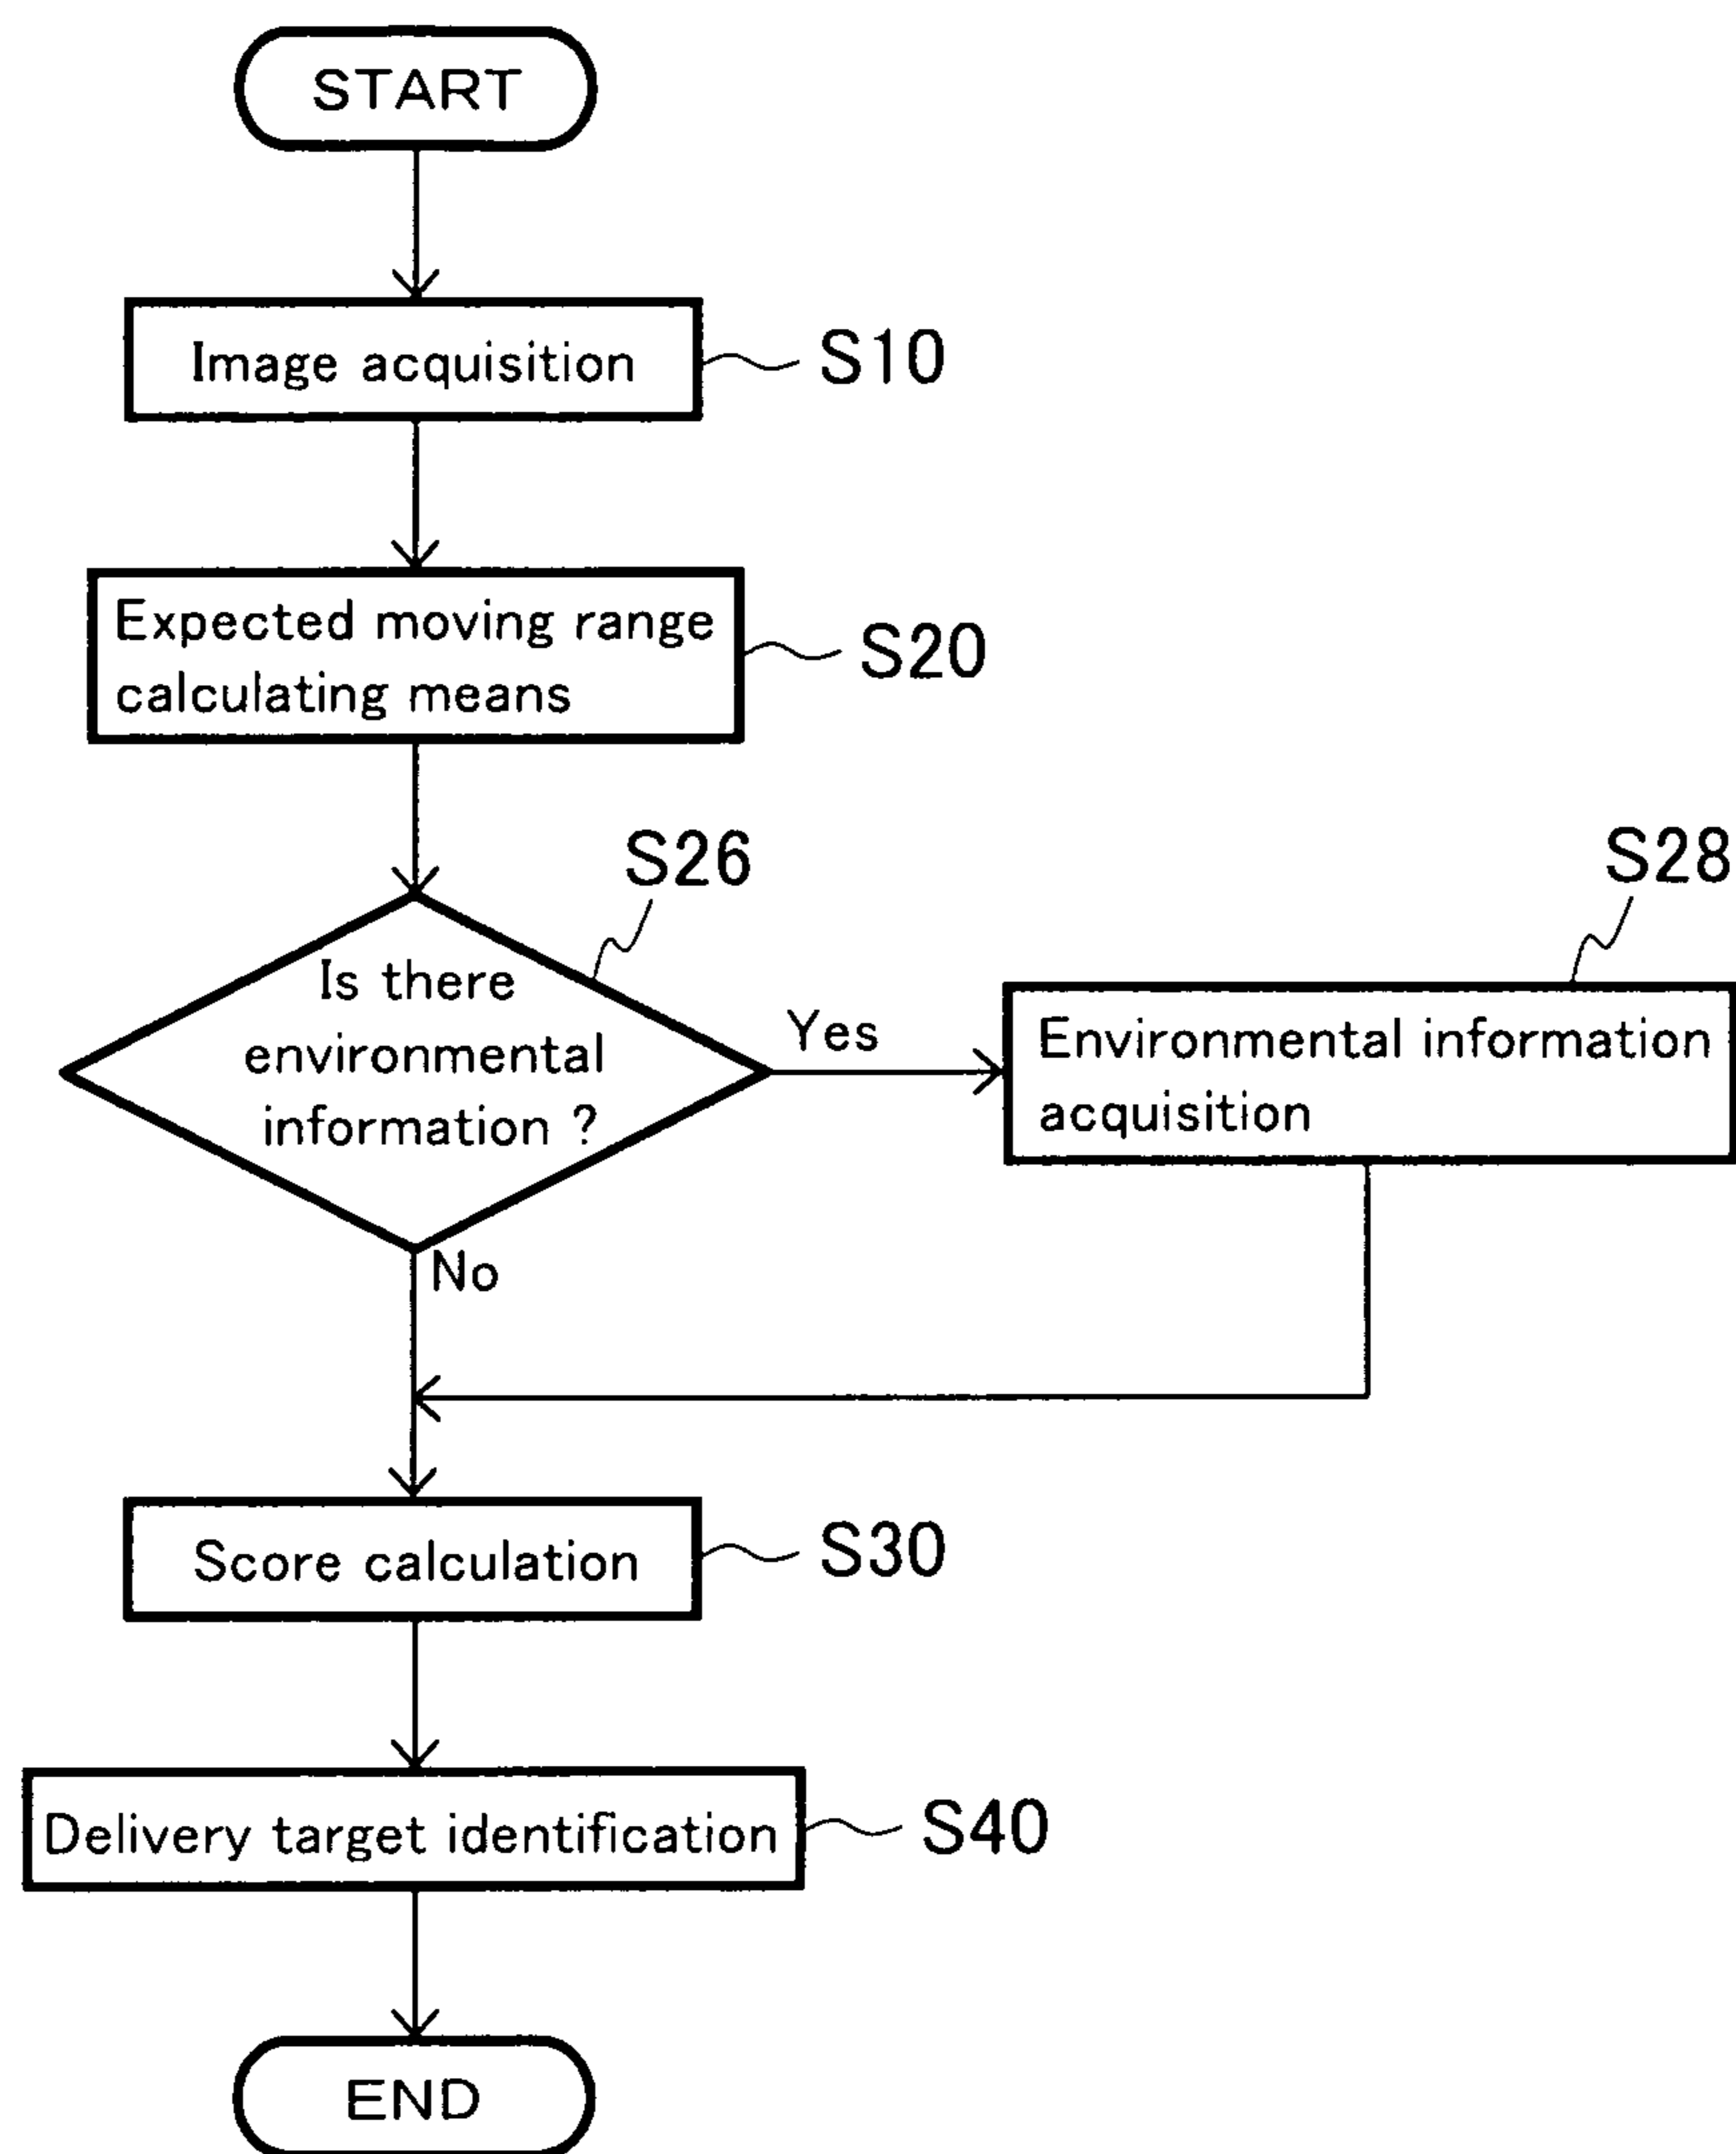 START
Image acquisition
S10
Expected moving range
calculating means
S20
S26
S28
Is there
environmental
information ?
Yes
Environmental information
acquisition
No
Score calculation
S30
Delivery target identification
S40
END